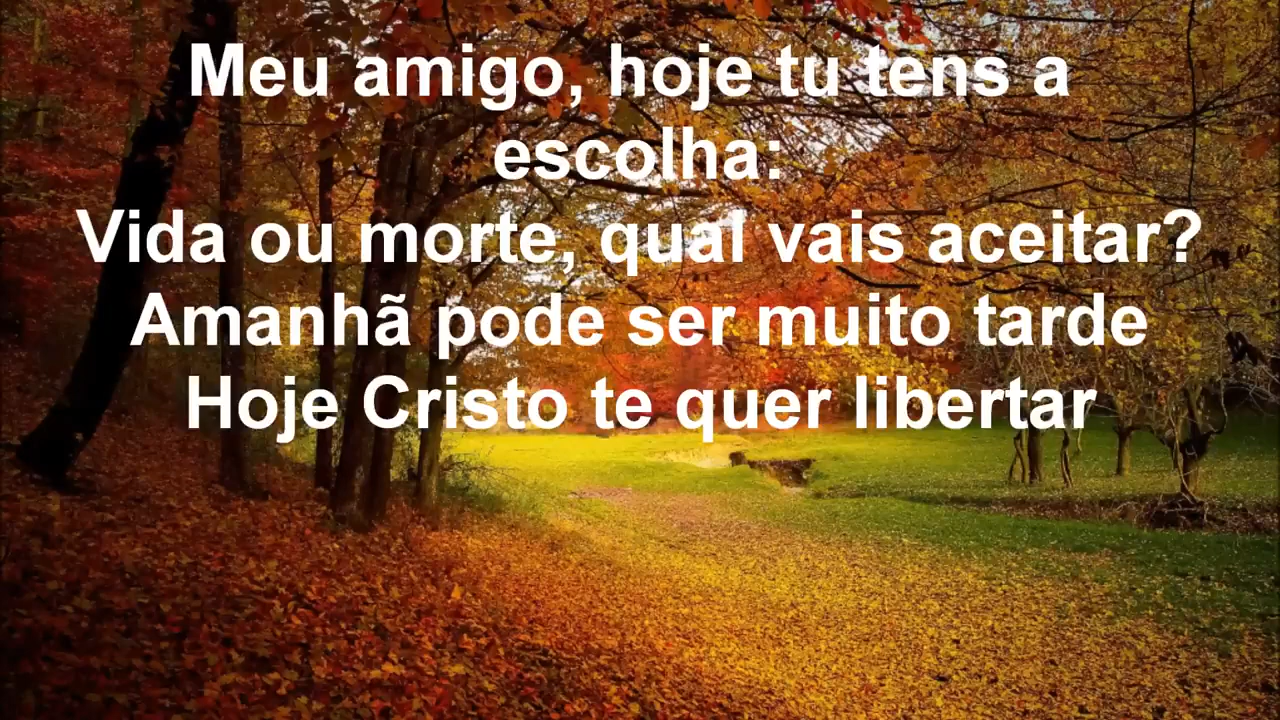 Meu amigo, hoje tu tens a
escolha:
Vida ou morte, qual vais aceitar?
Amanhã pode ser muito tarde
Hoje Cristo te quer libertar